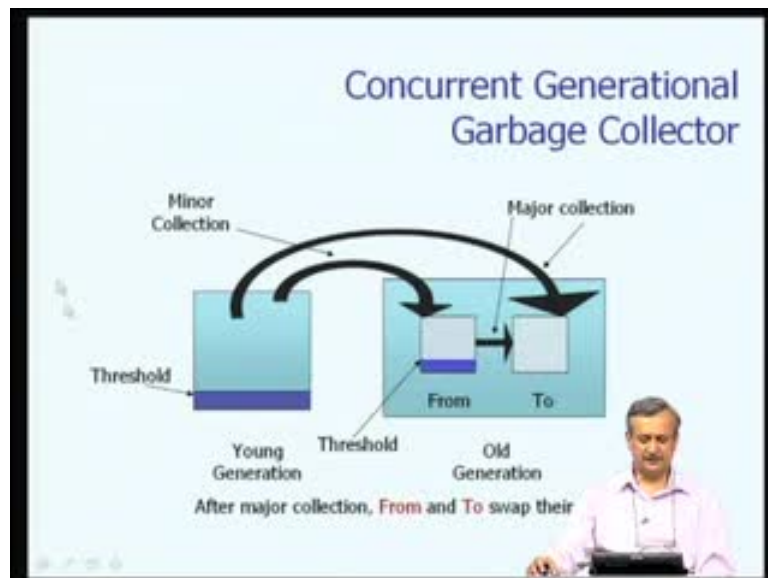 Concurrent Generational
Garbage Collector
Minor
Collection
Major collection
Threshold
From
To
Young
Generation
Threshold
Old
Generation
After major collection, From and To swap their